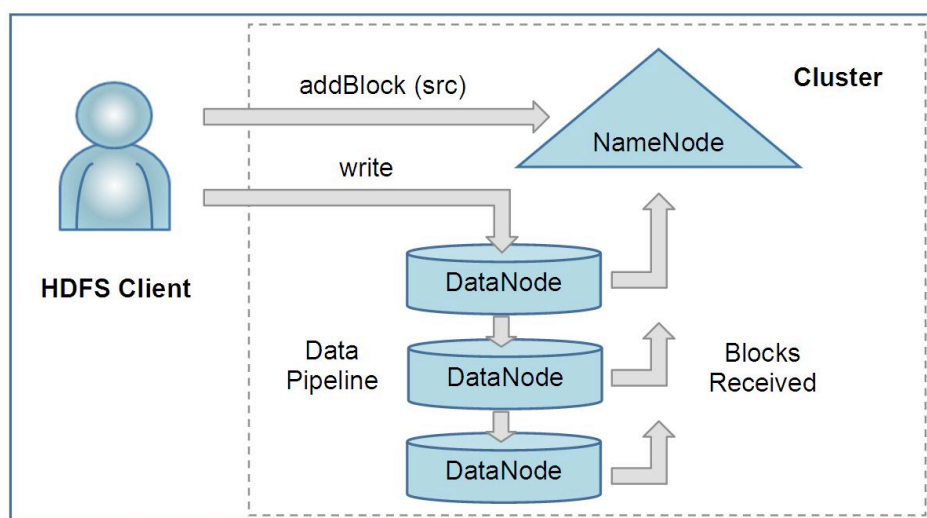 addBlock (src)
Cluster
NameNode
write
HDFS Client
DataNode
Data
Pipeline
DataNode
Blocks
Received
DataNode